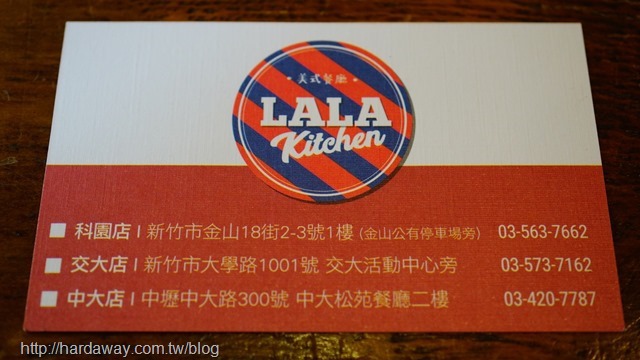 美式餐廳
LALA
Kitchen
科園店 | 新竹市金山18街2-3號1樓 (金山公有停車場旁) 03-563-7662
交大店 | 新竹市大學路1001號 交大活動中心旁 03-573-7162
中大店 | 中壢中大路300號 中大松苑餐廳二樓 03-420-7787
http://hardaway.com.tw/blog